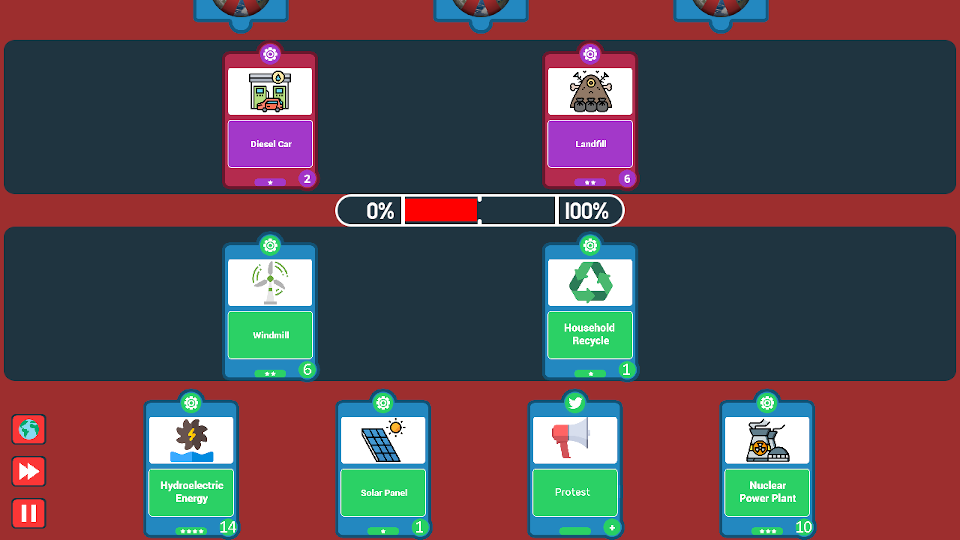 Diesel Car
2
Landfill
6
0%
100%
Windmill
6
Household
Recycle
1
Hydroelectric
Energy
14
Solar Panel
1
Protest
+
Nuclear
Power Plant
10